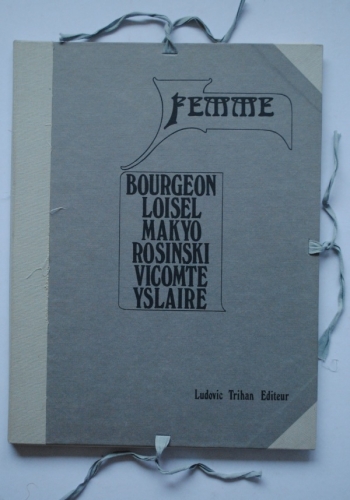 FEMME
BOURGEON
LOISEL
MAKYO
ROSINSKI
VICOMTE
YSLAIRE
Ludovic Trihan Editeur